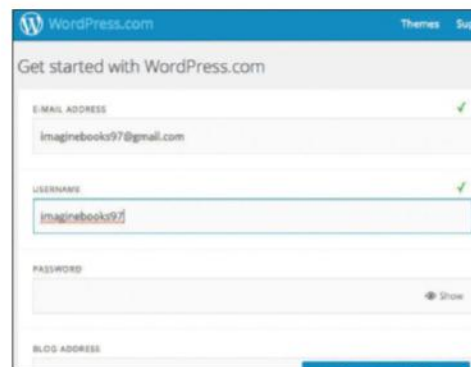 WordPress.com Themes Sup
Get started with WordPress.com
E-MAIL ADDRESS
imaginebooks97@gmail.com
USERNAME
imaginebooks97
PASSWORD
Show
BLOG ADDRESS